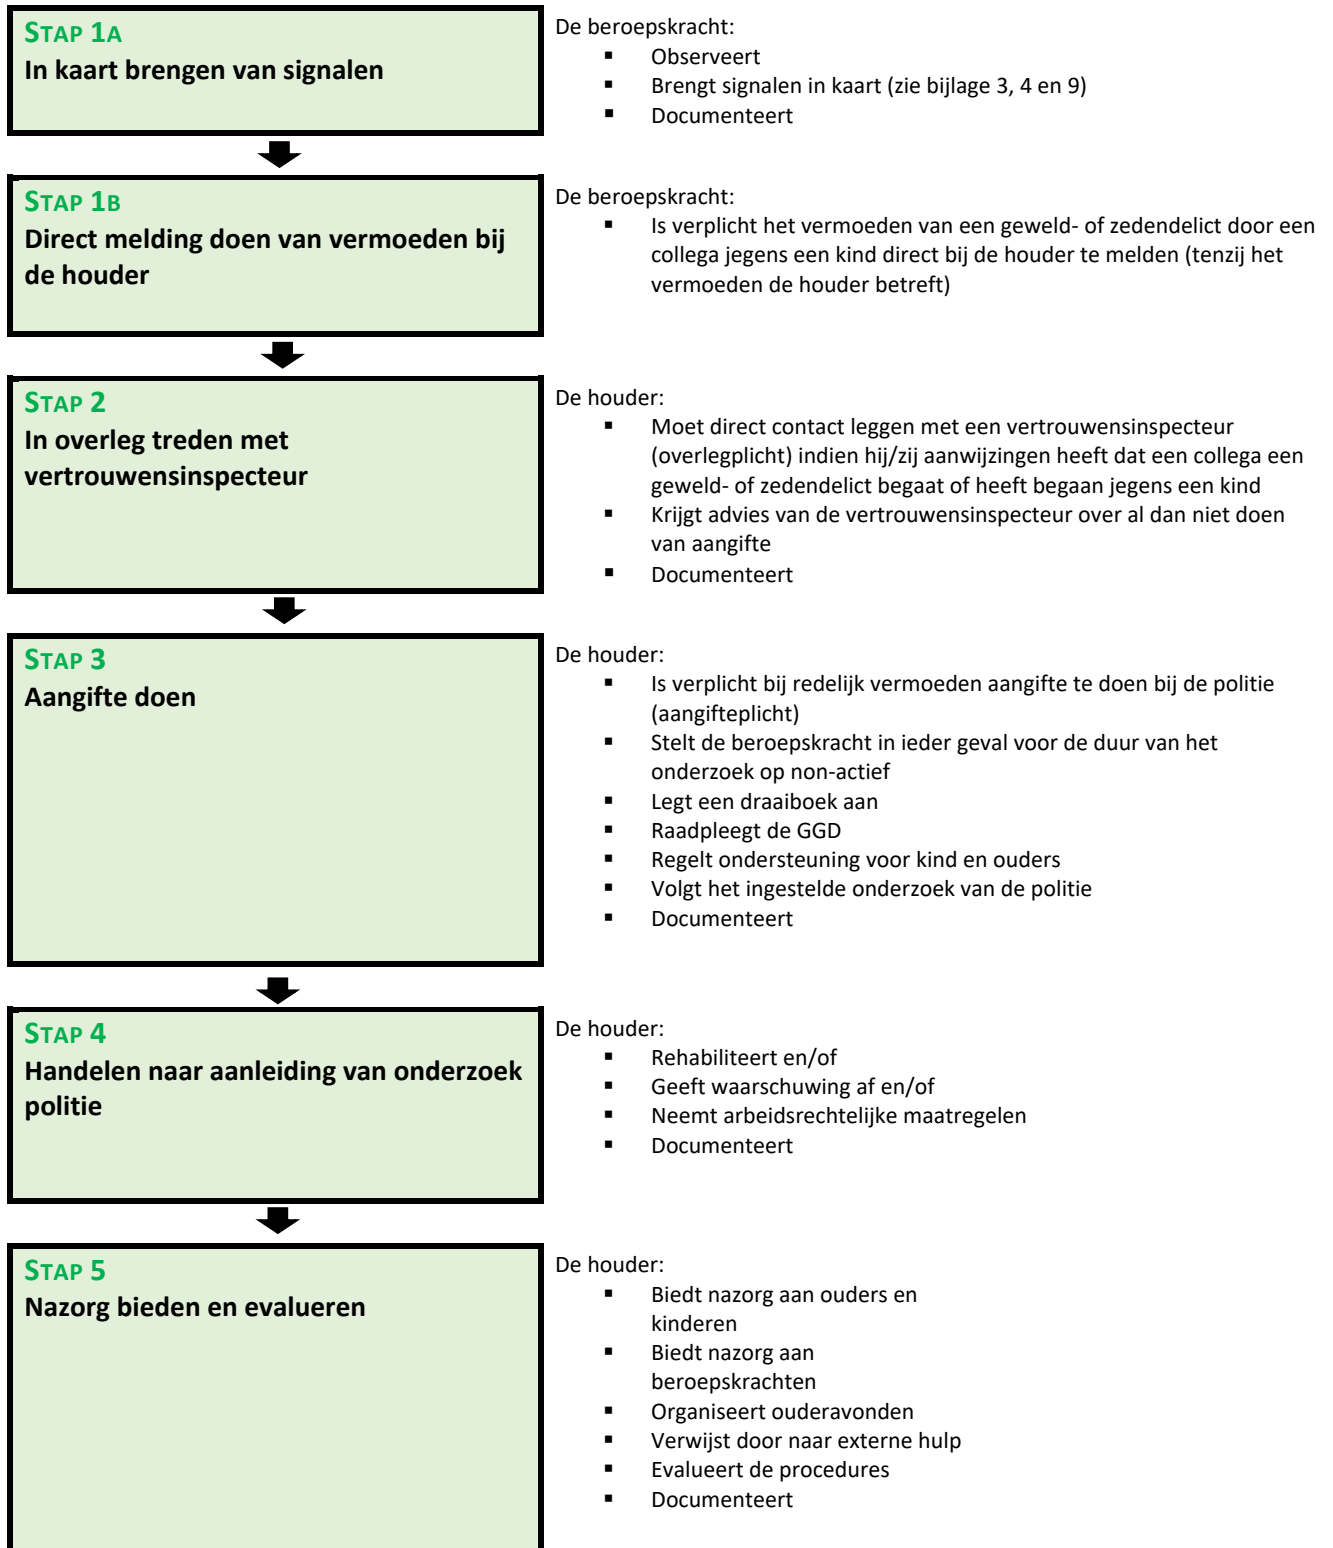 STAP 1A
In kaart brengen van signalen
De beroepskracht:
▪ Observeert
▪ Brengt signalen in kaart (zie bijlage 3, 4 en 9)
▪ Documenteert
STAP 1B
Direct melding doen van vermoeden bij
de houder
De beroepskracht:
▪ Is verplicht het vermoeden van een geweld- of zedendelict door een
collega jegens een kind direct bij de houder te melden (tenzij het
vermoeden de houder betreft)
STAP 2
In overleg treden met
vertrouwensinspecteur
De houder:
▪ Moet direct contact leggen met een vertrouwensinspecteur
(overlegplicht) indien hij/zij aanwijzingen heeft dat een collega een
geweld- of zedendelict begaat of heeft begaan jegens een kind
▪ Krijgt advies van de vertrouwensinspecteur over al dan niet doen
van aangifte
▪ Documenteert
STAP 3
Aangifte doen
De houder:
▪ Is verplicht bij redelijk vermoeden aangifte te doen bij de politie
(aangifteplicht)
▪ Stelt de beroepskracht in ieder geval voor de duur van het
onderzoek op non-actief
▪ Legt een draaiboek aan
▪ Raadpleegt de GGD
▪ Regelt ondersteuning voor kind en ouders
▪ Volgt het ingestelde onderzoek van de politie
▪ Documenteert
STAP 4
Handelen naar aanleiding van onderzoek
politie
De houder:
▪ Rehabiliteert en/of
▪ Geeft waarschuwing af en/of
▪ Neemt arbeidsrechtelijke maatregelen
▪ Documenteert
STAP 5
Nazorg bieden en evalueren
De houder:
▪ Biedt nazorg aan ouders en
kinderen
▪ Biedt nazorg aan
beroepskrachten
▪ Organiseert ouderavonden
▪ Verwijst door naar externe hulp
▪ Evalueert de procedures
▪ Documenteert